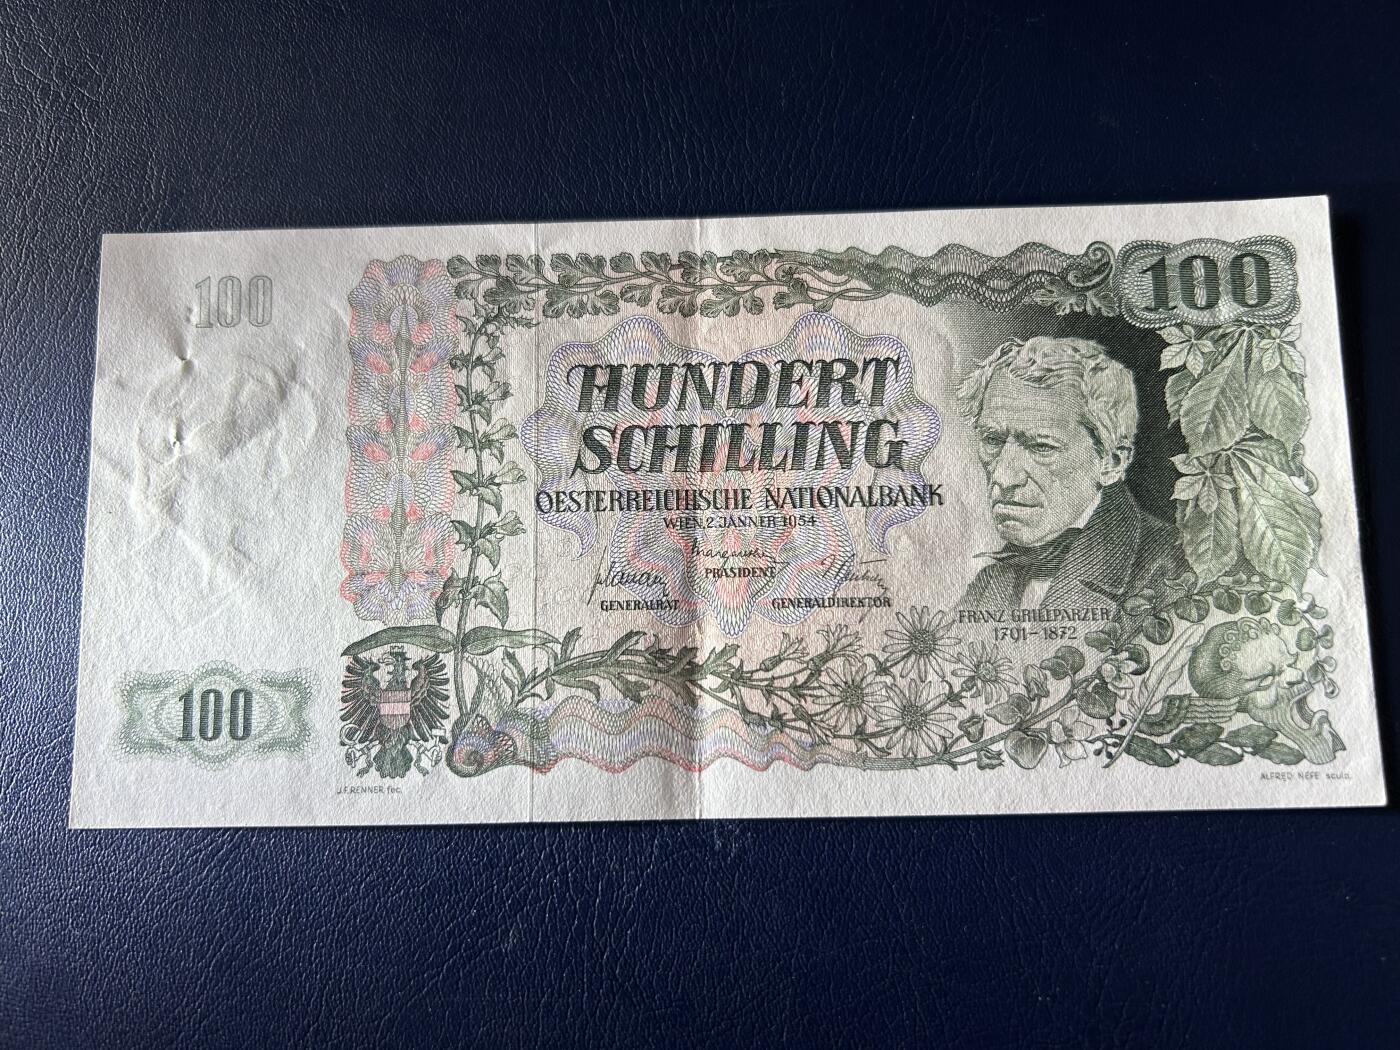 100
100
HUNDERT
SCHILLING
OESTERREICHISCHE NATIONALBANK
WIEN, 2. JÄNNER 1954
PRÄSIDENT
GENERALRAT
GENERALDIREKTOR
FRANZ GRILLPARZER
1791–1872
100
J.F. RENNER fec.
ALFRED NEFE sculp.